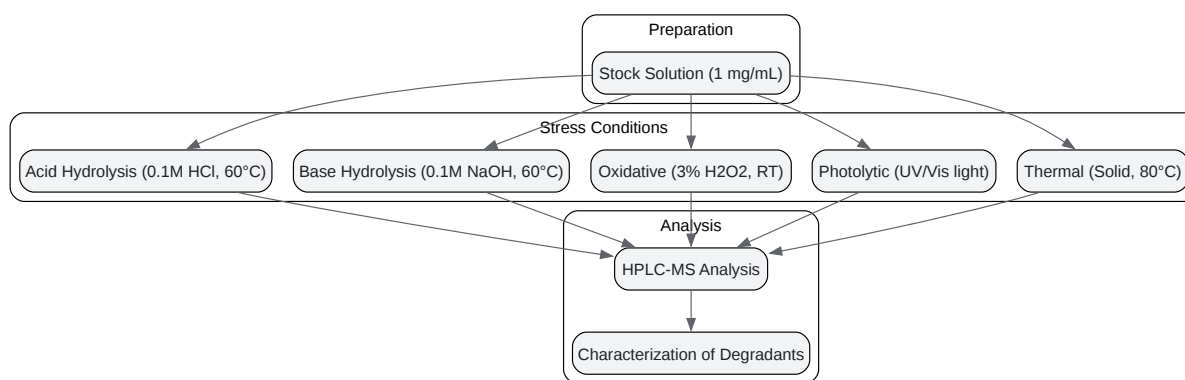 Preparation
Stock Solution (1 mg/mL)
Stress Conditions
Acid Hydrolysis (0.1M HCl, 60°C)
Base Hydrolysis (0.1M NaOH, 60°C)
Oxidative (3% H2O2, RT)
Photolytic (UV/Vis light)
Thermal (Solid, 80°C)
Analysis
HPLC-MS Analysis
Characterization of Degradants